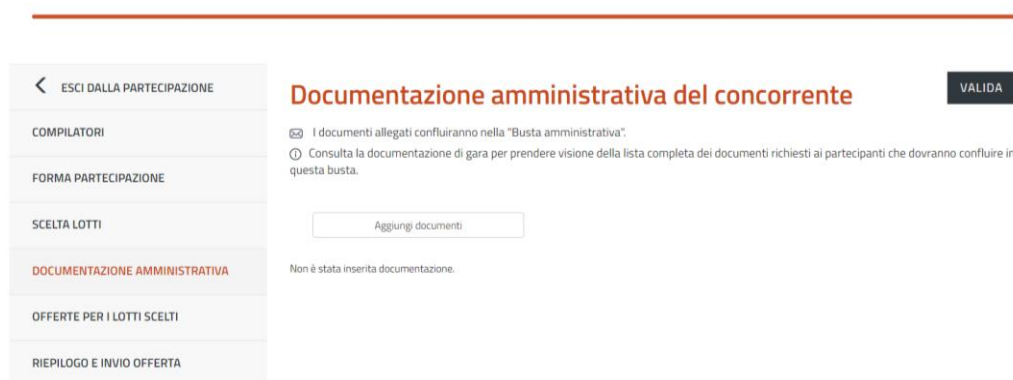 ESCI DALLA PARTECIPAZIONE
COMPILATORI
FORMA PARTECIPAZIONE
SCELTA LOTTI
DOCUMENTAZIONE AMMINISTRATIVA
OFFERTE PER I LOTTI SCELTI
RIEPILOGO E INVIO OFFERTA
Documentazione amministrativa del concorrente
VALIDA
I documenti allegati confluiranno nella "Busta amministrativa".
Consulta la documentazione di gara per prendere visione della lista completa dei documenti richiesti ai partecipanti che dovranno confluire in
questa busta.
Aggiungi documenti
Non è stata inserita documentazione.